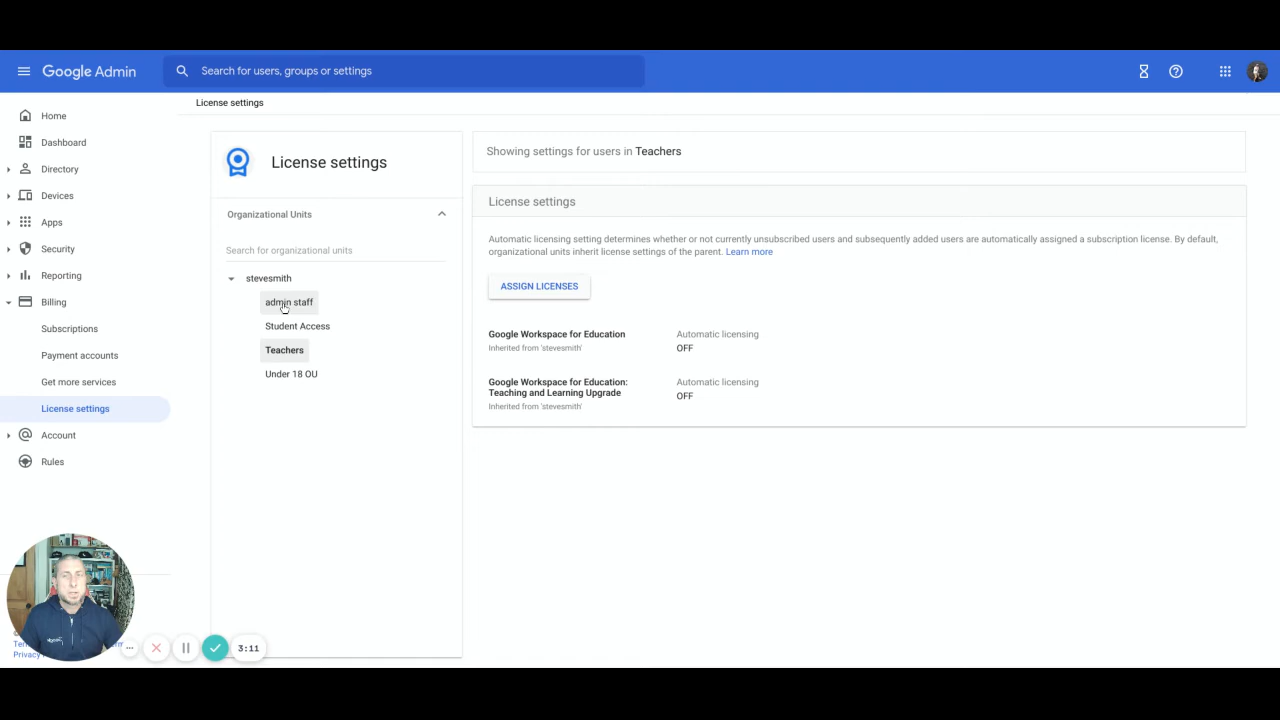 Google Admin
Search for users, groups or settings
License settings
Home
Dashboard
Directory
Devices
Apps
Security
Reporting
Billing
Subscriptions
Payment accounts
Get more services
License settings
Account
Rules
License settings
Organizational Units
Search for organizational units
stevesmith
admin staff
Student Access
Teachers
Under 18 OU
Showing settings for users in Teachers
License settings
Automatic licensing setting determines whether or not currently unsubscribed users and subsequently added users are automatically assigned a subscription license. By default,
organizational units inherit license settings of the parent. Learn more
ASSIGN LICENSES
Google Workspace for Education
Inherited from 'stevesmith'
Automatic licensing
OFF
Google Workspace for Education:
Teaching and Learning Upgrade
Inherited from 'stevesmith'
Automatic licensing
OFF
3:11